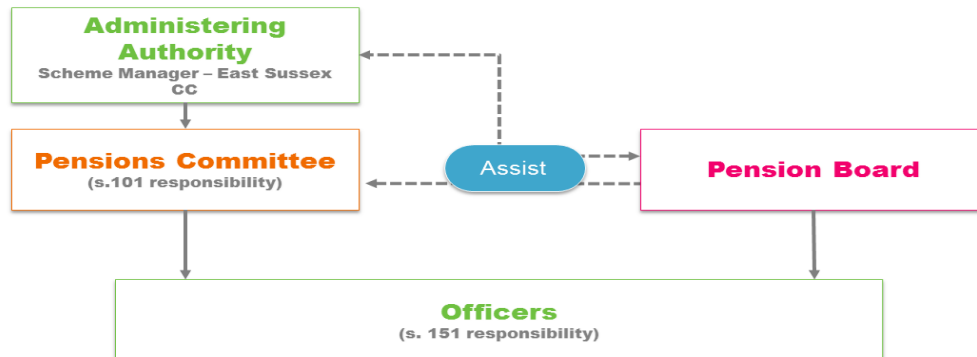 Administering
Authority
Scheme Manager – East Sussex
CC
Pensions Committee
(s.101 responsibility)
Assist
Pension Board
Officers
(s. 151 responsibility)